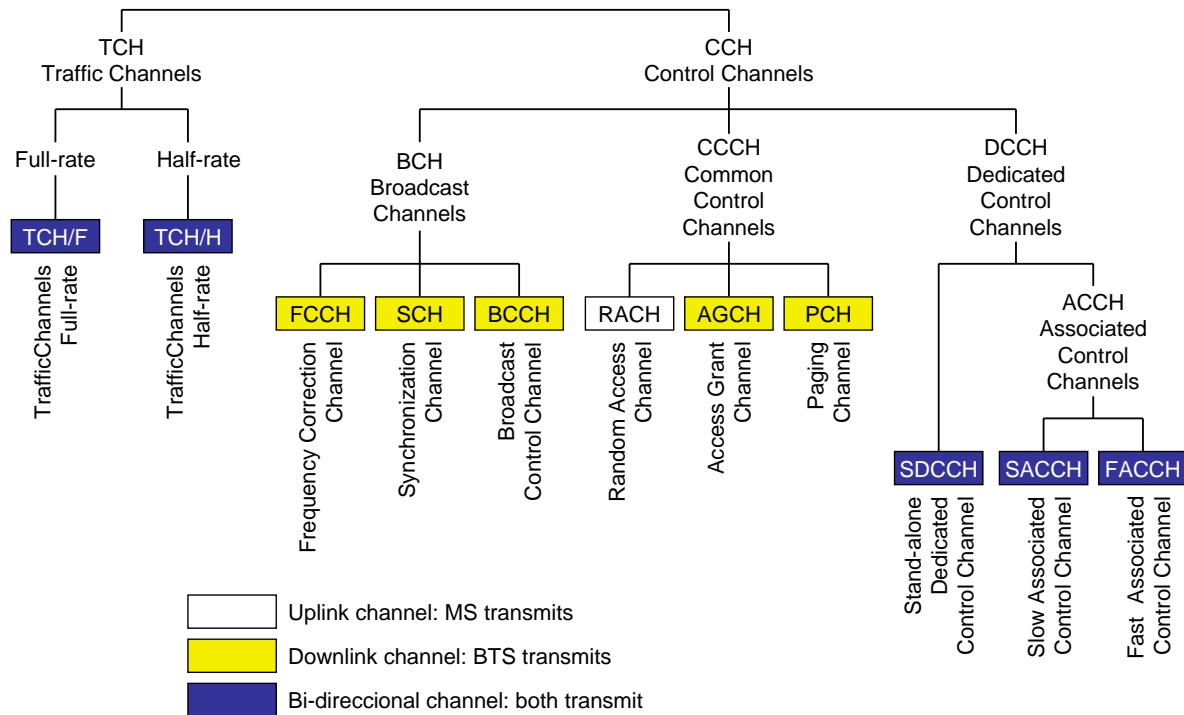 TCH
Traffic Channels
CCH
Control Channels
Full-rate
Half-rate
BCH
Broadcast
Channels
CCCH
Common
Control
Channels
DCCH
Dedicated
Control
Channels
TCH/F
TCH/H
TrafficChannels
Full-rate
TrafficChannels
Half-rate
FCCH
SCH
BCCH
RACH
AGCH
PCH
ACCH
Associated
Control
Channels
Frequency Correction
Channel
Synchronization
Channel
Broadcast
Control Channel
Random Access
Channel
Access Grant
Channel
Paging
Channel
SDCCH
SACCH
FACCH
Stand-alone
Dedicated
Control Channel
Slow Associated
Control Channel
Fast Associated
Control Channel
Uplink channel: MS transmits
Downlink channel: BTS transmits
Bi-direccional channel: both transmit